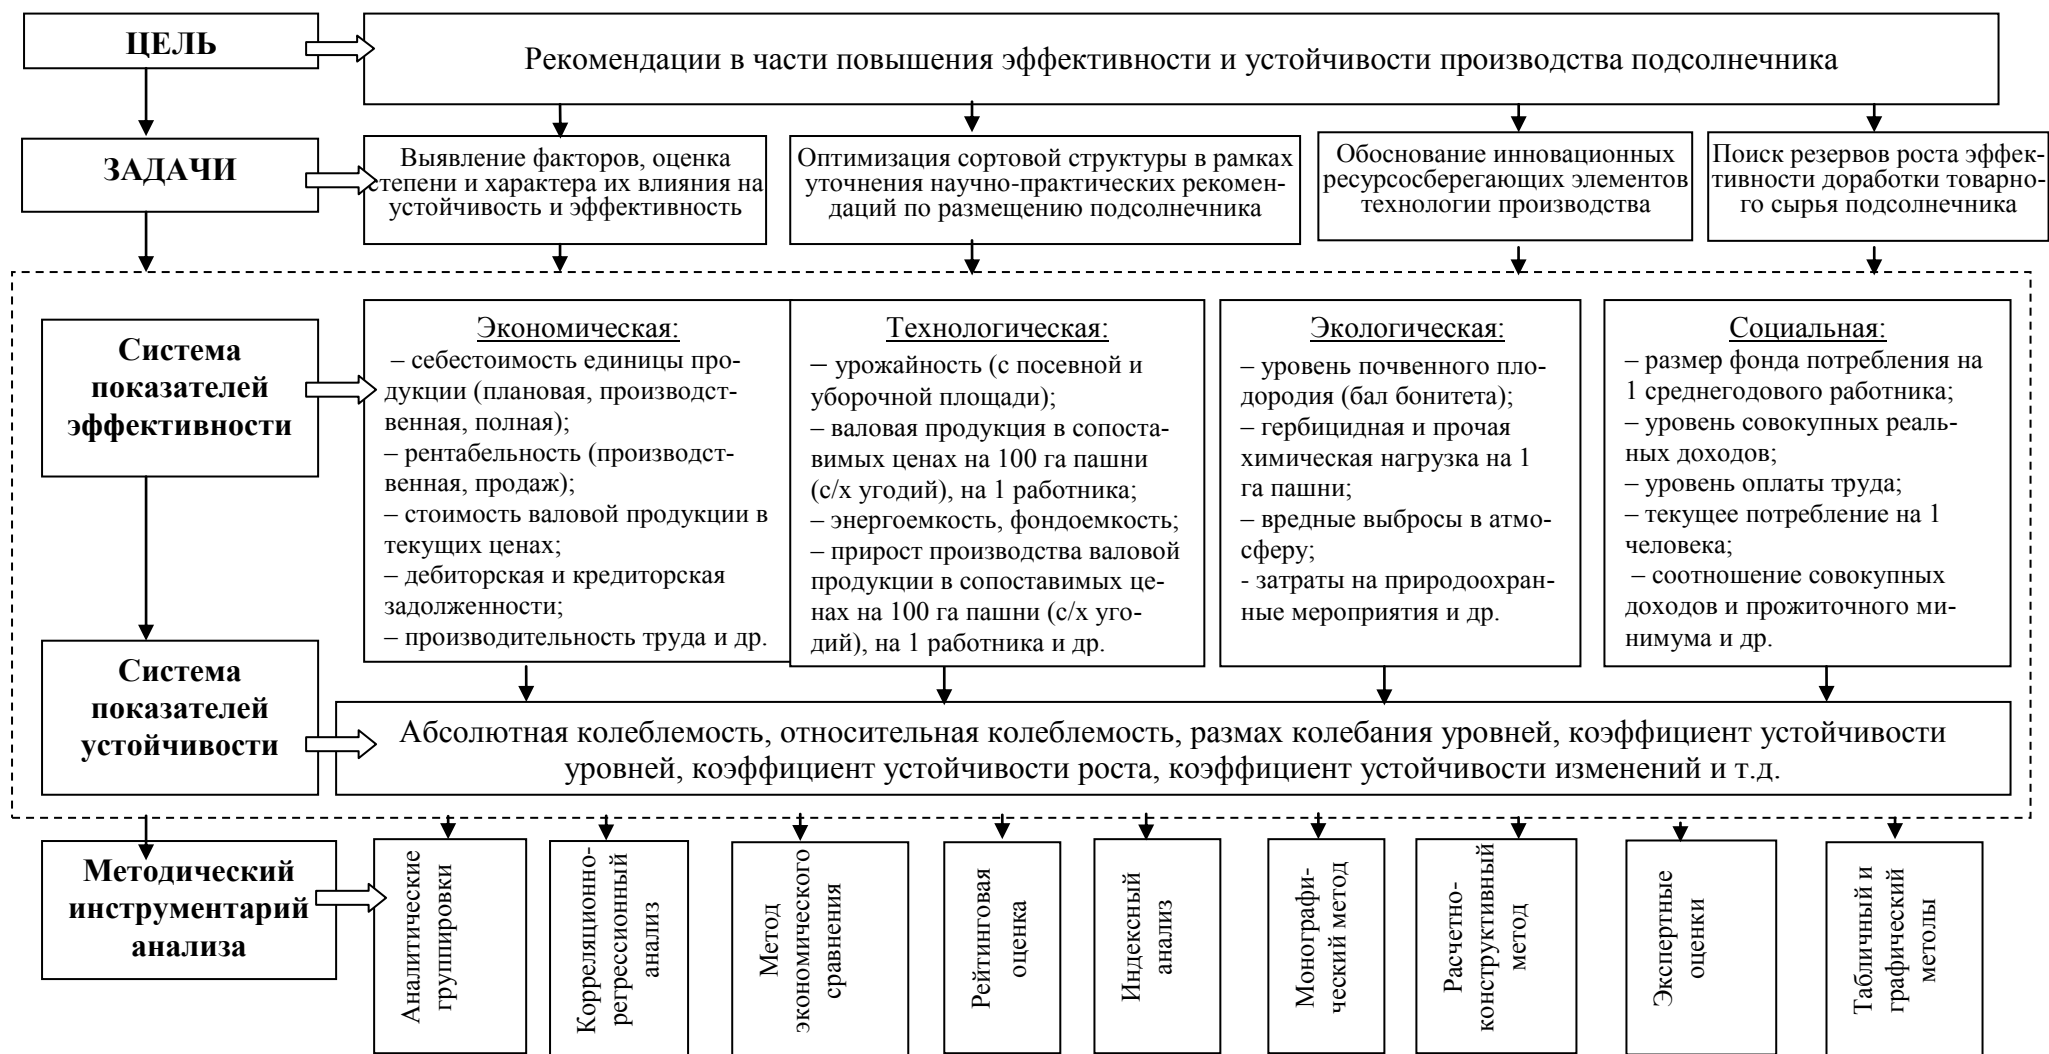 ЦЕЛЬ
Рекомендации в части повышения эффективности и устойчивости производства подсолнечника
ЗАДАЧИ
Выявление факторов, оценка
степени и характера их влияния на
устойчивость и эффективность
Оптимизация сортовой структуры в рамках
уточнения научно-практических рекомен-
даций по размещению подсолнечника
Обоснование инновационных
ресурсосберегающих элементов
технологии производства
Поиск резервов роста эффек-
тивности доработки товарно-
го сырья подсолнечника
Система
показателей
эффективности
Экономическая:
– себестоимость единицы про-
дукции (плановая, производст-
венная, полная);
– рентабельность (производст-
венная, продаж);
– стоимость валовой продукции в
текущих ценах;
– дебиторская и кредиторская
задолженности;
– производительность труда и др.
Технологическая:
– урожайность (с посевной и
уборочной площади);
– валовая продукция в сопоста-
вимых ценах на 100 га пашни
(с/х угодий), на 1 работника;
– энергоемкость, фондоемкость;
– прирост производства валовой
продукции в сопоставимых це-
нах на 100 га пашни (с/х уго-
дий), на 1 работника и др.
Экологическая:
– уровень почвенного пло-
дородия (бал бонитета);
– гербицидная и прочая
химическая нагрузка на 1
га пашни;
– вредные выбросы в атмо-
сферу;
- затраты на природоохран-
ные мероприятия и др.
Социальная:
– размер фонда потребления на
1 среднегодового работника;
– уровень совокупных реаль-
ных доходов;
– уровень оплаты труда;
– текущее потребление на 1
человека;
– соотношение совокупных
доходов и прожиточного ми-
нимума и др.
Система
показателей
устойчивости
Абсолютная колеблемость, относительная колеблемость, размах колебания уровней, коэффициент устойчивости
уровней, коэффициент устойчивости роста, коэффициент устойчивости изменений и т.д.
Методический
инструментарий
анализа
Аналитические
группировки
Корреляционно-
регрессионный
анализ
Метод
экономического
сравнения
Рейтинговая
оценка
Индексный
анализ
Монографи-
ческий метод
Расчетно-
конструктивный
метод
Экспертные
оценки
Табличный и
графический
метолы